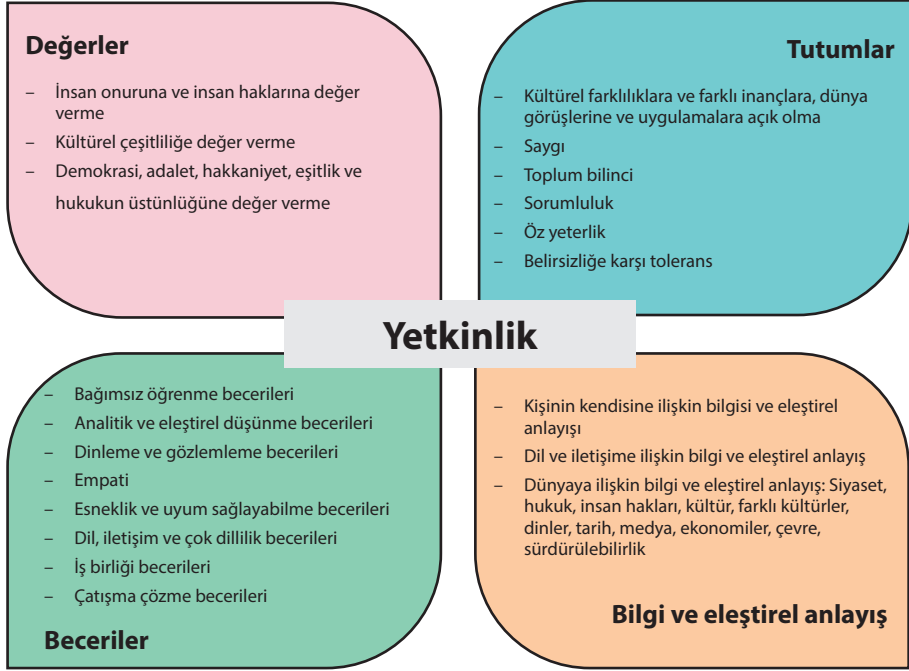 Değerler
– İnsan onuruna ve insan haklarına değer
verme
– Kültürel çeşitliliğe değer verme
– Demokrasi, adalet, hakkaniyet, eşitlik ve
hukukun üstünlüğüne değer verme
Tutumlar
– Kültürel farklılıklara ve farklı inançlara, dünya
görüşlerine ve uygulamalara açık olma
– Saygı
– Toplum bilinci
– Sorumluluk
– Öz yeterlik
– Belirsizliğe karşı tolerans
Yetkinlik
– Bağımsız öğrenme becerileri
– Analitik ve eleştirel düşünme becerileri
– Dinleme ve gözlemleme becerileri
– Empati
– Esneklik ve uyum sağlayabilme becerileri
– Dil, iletişim ve çok dillilik becerileri
– İş birliği becerileri
– Çatışma çözme becerileri
Beceriler
– Kişinin kendisine ilişkin bilgisi ve eleştirel
anlayışı
– Dil ve iletişime ilişkin bilgi ve eleştirel anlayış
– Dünyaya ilişkin bilgi ve eleştirel anlayış: Siyaset,
hukuk, insan hakları, kültür, farklı kültürler,
dinler, tarih, medya, ekonomiler, çevre,
sürdürülebilirlik
Bilgi ve eleştirel anlayış